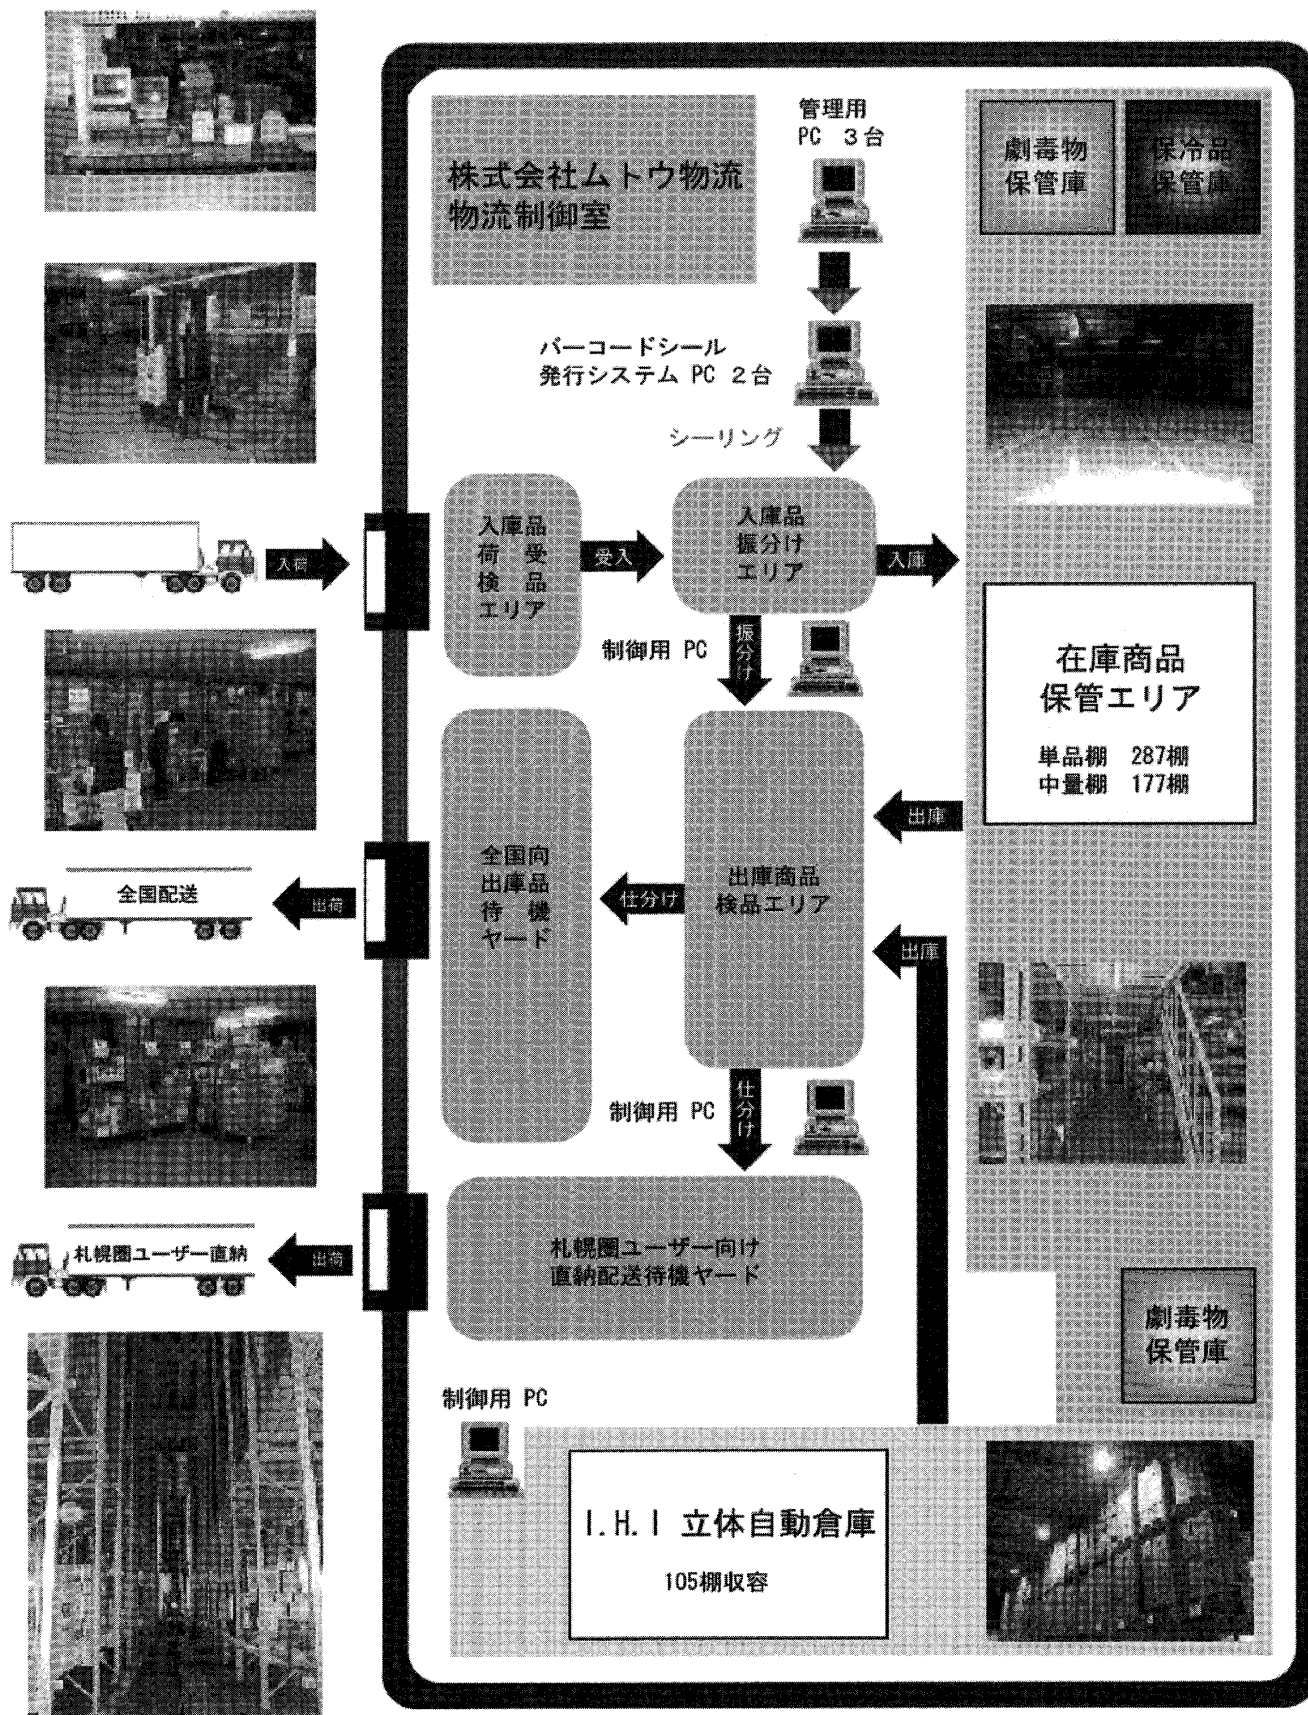 株式会社ムトウ物流
物流制御室
管理用
PC 3台
劇毒物
保管庫
保冷品
保管庫
バーコードシール
発行システム PC 2台
シーリング
入荷
入庫品
荷 受
検 品
エリア
受入
入庫品
振分け
エリア
入庫
制御用 PC
振分け
在庫商品
保管エリア
単品棚 287棚
中量棚 177棚
出庫
全国配送
出荷
全国向
出庫品
待 機
ヤード
仕分け
出庫商品
検品エリア
出庫
制御用 PC
仕分け
札幌圏ユーザー直納
出荷
札幌圏ユーザー向け
直納配送待機ヤード
劇毒物
保管庫
制御用 PC
I.H.I 立体自動倉庫
105棚収容